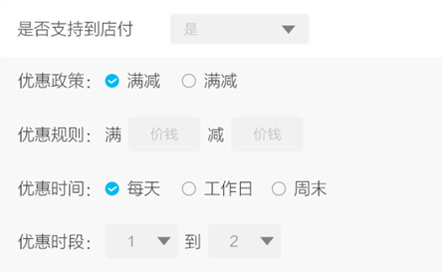 是否支持到店付 是
优惠政策： 满减 满减
优惠规则： 满 价钱 减 价钱
优惠时间： 每天 工作日 周末
优惠时段： 1 到 2